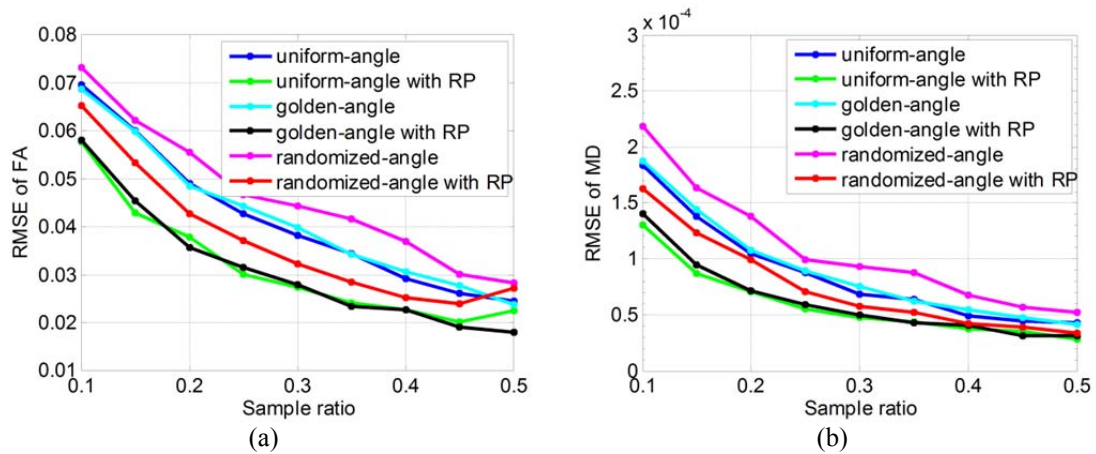 0.08
0.07
0.06
0.05
0.04
0.03
0.02
0.01
RMSE of FA
uniform-angle
uniform-angle with RP
golden-angle
golden-angle with RP
randomized-angle
randomized-angle with RP
0.1 0.2 0.3 0.4 0.5
Sample ratio
(a)
3 x 10⁻⁴
2.5
2
1.5
1
0.5
0
RMSE of MD
uniform-angle
uniform-angle with RP
golden-angle
golden-angle with RP
randomized-angle
randomized-angle with RP
0.1 0.2 0.3 0.4 0.5
Sample ratio
(b)